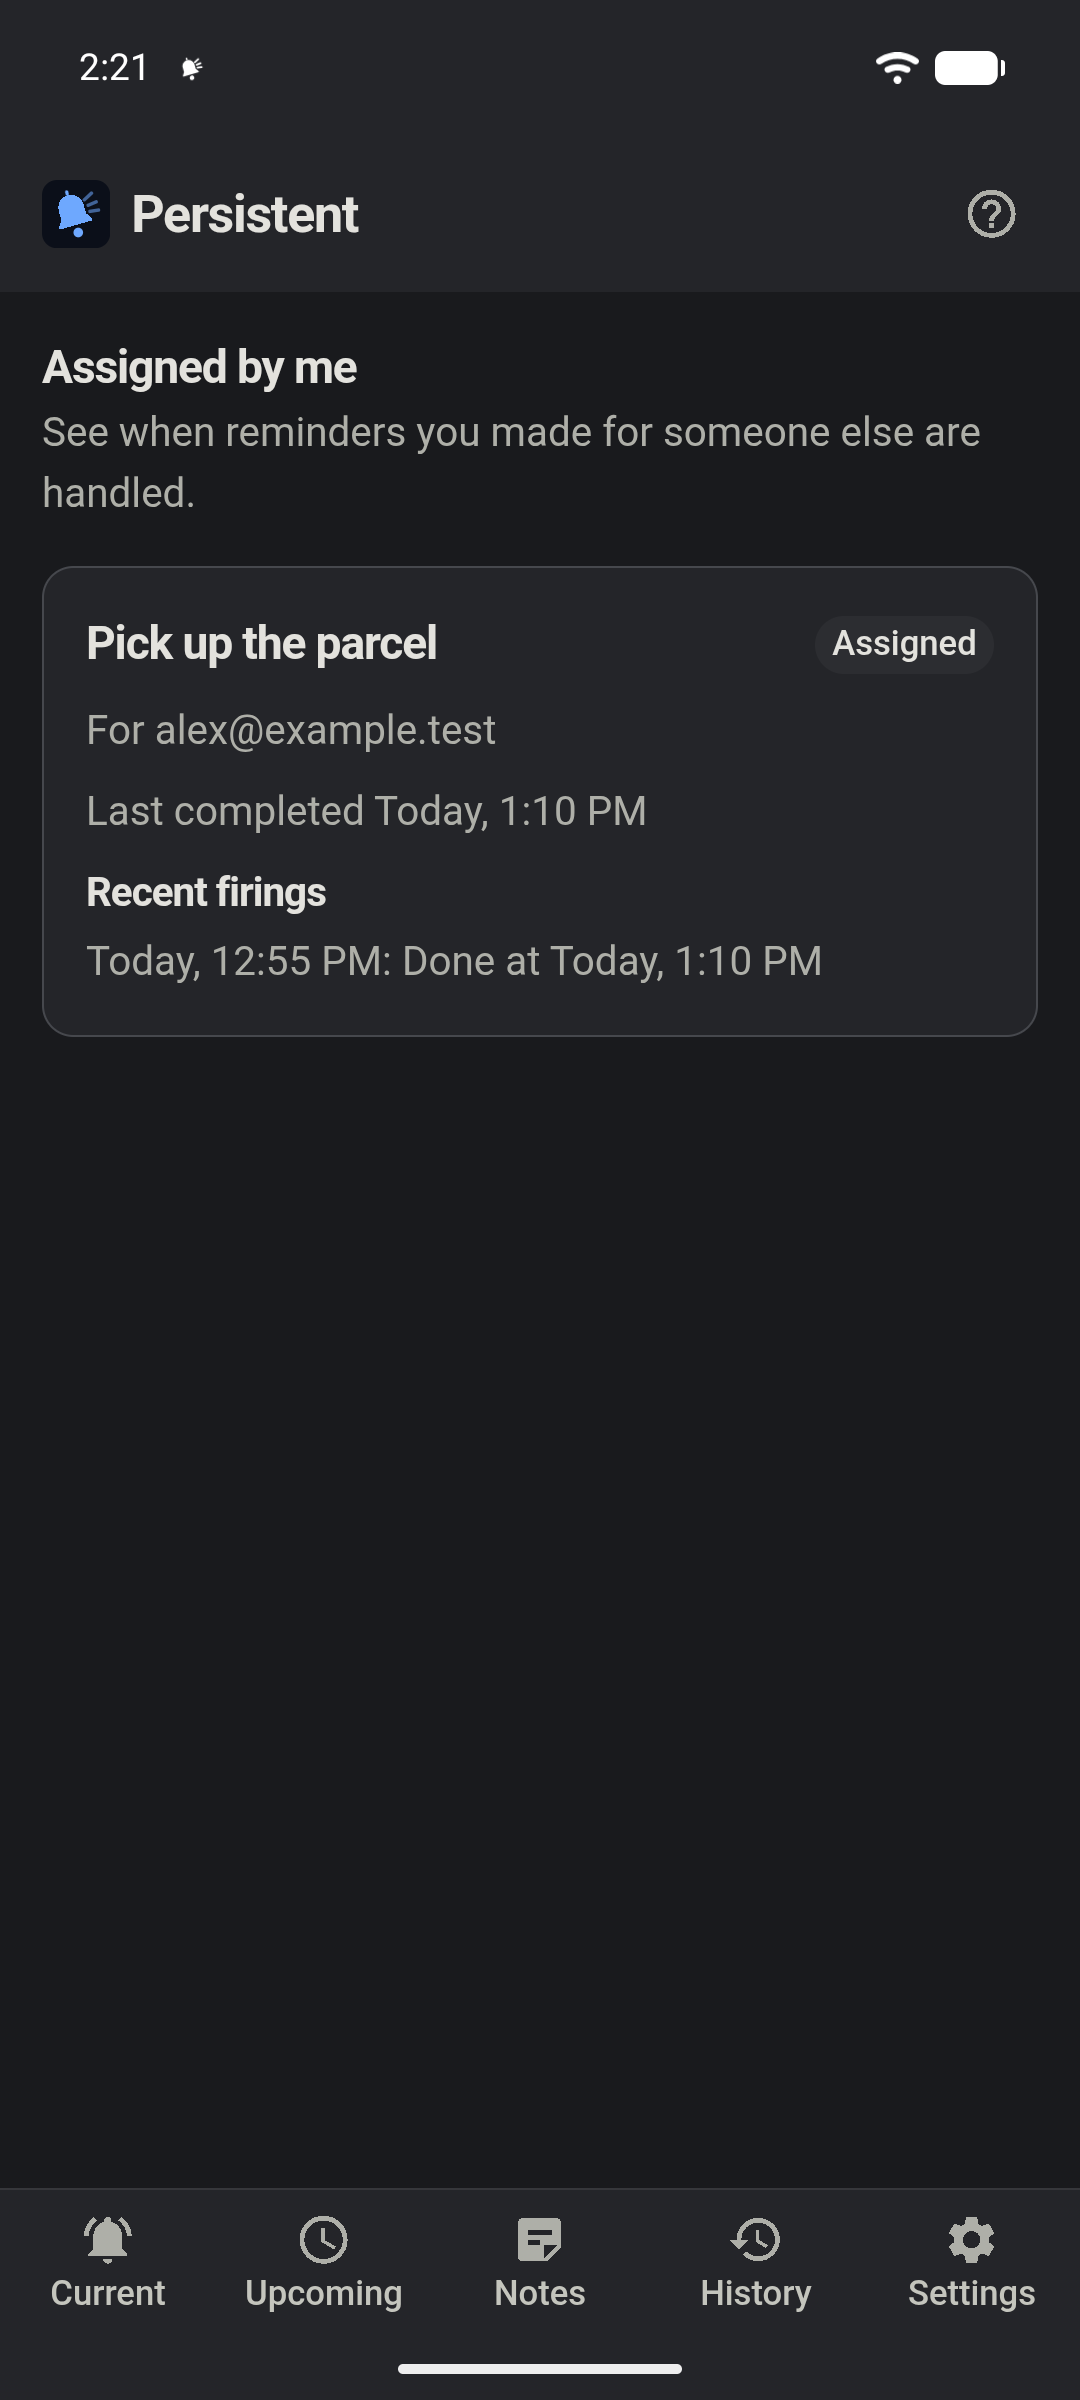 2:21
Persistent
Assigned by me
See when reminders you made for someone else are
handled.
Pick up the parcel
Assigned
For alex@example.test
Last completed Today, 1:10 PM
Recent firings
Today, 12:55 PM: Done at Today, 1:10 PM
Current
Upcoming
Notes
History
Settings